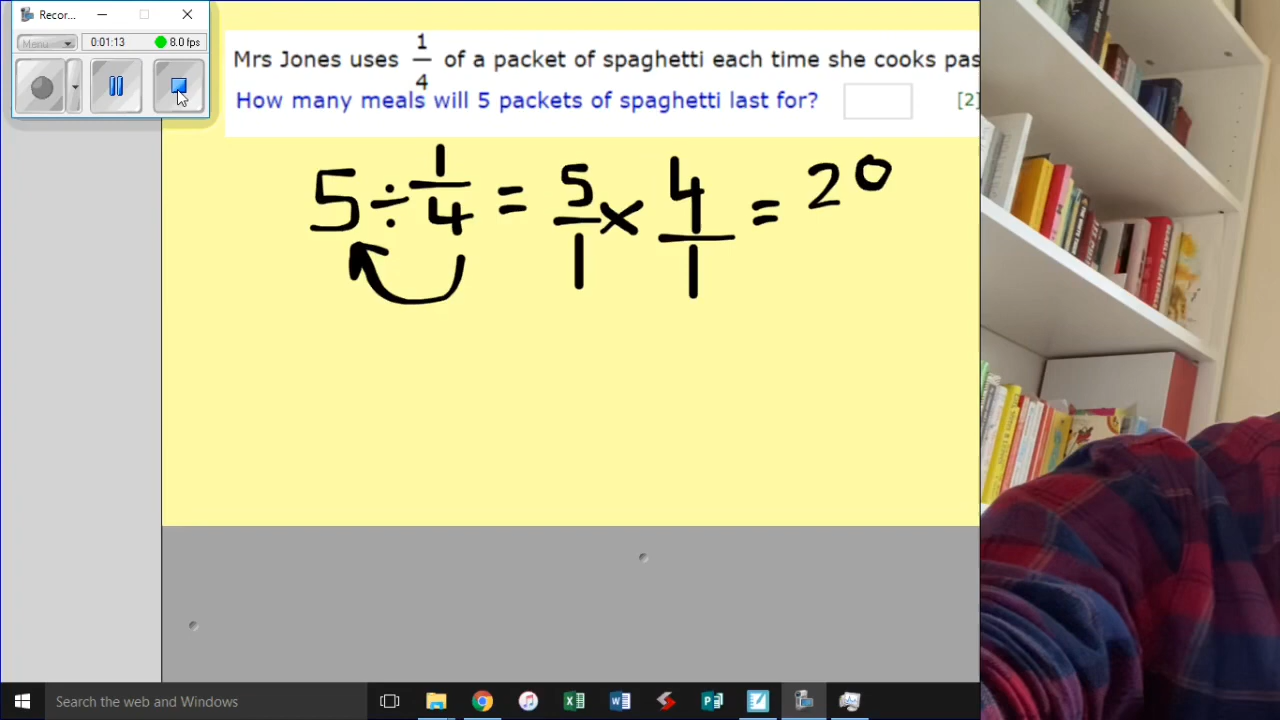 Recor...
Menu
0:01:13
8.0 fps
Mrs Jones uses 1/4 of a packet of spaghetti each time she cooks pas
How many meals will 5 packets of spaghetti last for? [2]
5 ÷ 1/4 = 5/1 × 4/1 = 20
Search the web and Windows